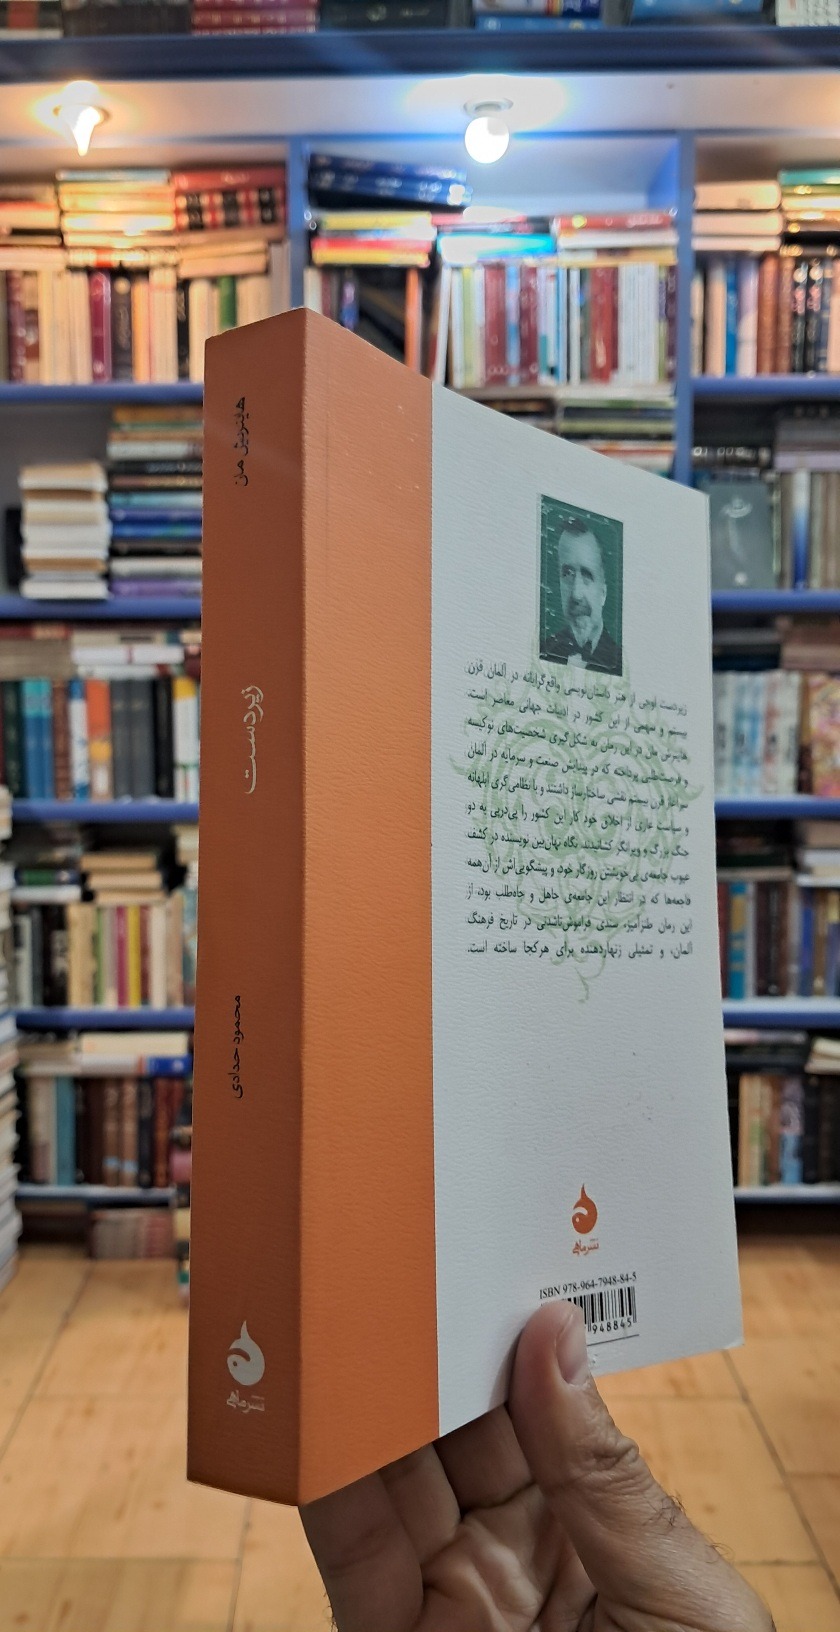 هاینریش مان
زیردست
محمود حدادی
نشرماهی
زیردست اوجی از هنر داستان‌نویسی واقع‌گرایانه در آلمان قرن
بیستم و سهمی از این کشور در ادبیات جهانی معاصر است.
هاینریش مان در این رمان به شکل‌گیری شخصیت‌های نوکیسه
و فرصت‌طلبی پرداخته که در پیدایش صنعت و سرمایه در آلمان
سرآغاز قرن بیستم نقشی ساختارساز داشتند و با نظامی‌گری ابلهانه
و سیاست عاری از اخلاق خود کار این کشور را پی‌درپی به دو
جنگ بزرگ و ویرانگر کشاندند. نگاه نهان‌بین نویسنده در کشف
عیوب جامعه‌ی بی‌خویشتن روزگار خود، و پیشگویی‌اش از آن‌همه
فاجعه‌ها که در انتظار این جامعه‌ی جاهل و جاه‌طلب بود، از
این رمان طنزآمیز، سندی فراموش‌ناشدنی در تاریخ فرهنگ
آلمان، و تمثیلی زنهاردهنده برای هرکجا ساخته است.
نشرماهی
ISBN 978-964-7948-84-5
948845